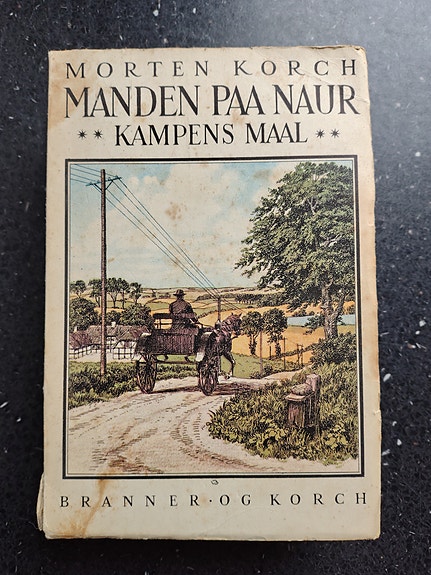 MORTEN KORCH
MANDEN PAA NAUR
** KAMPENS MAAL **
BRANNER · OG KORCH